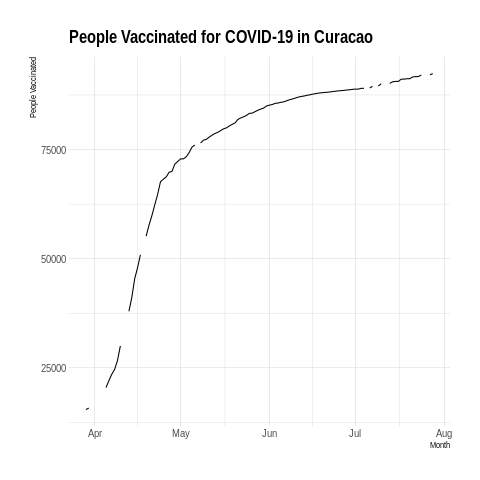 People Vaccinated for COVID-19 in Curacao
People Vaccinated
75000
50000
25000
Apr May Jun Jul Aug
Month